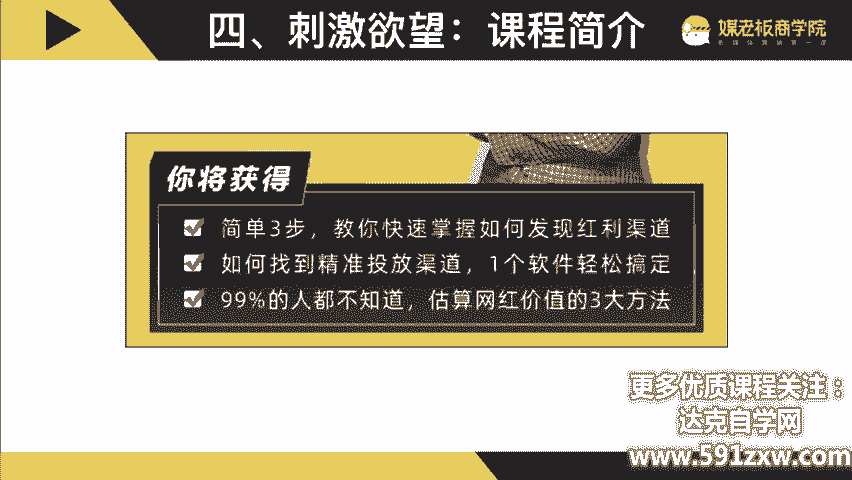 四、刺激欲望：课程简介
媒老板商学院
你将获得
简单3步，教你快速掌握如何发现红利渠道
如何找到精准投放渠道，1个软件轻松搞定
99%的人都不知道，估算网红价值的3大方法
更多优质课程关注：
达克自学网
www.591zxw.com